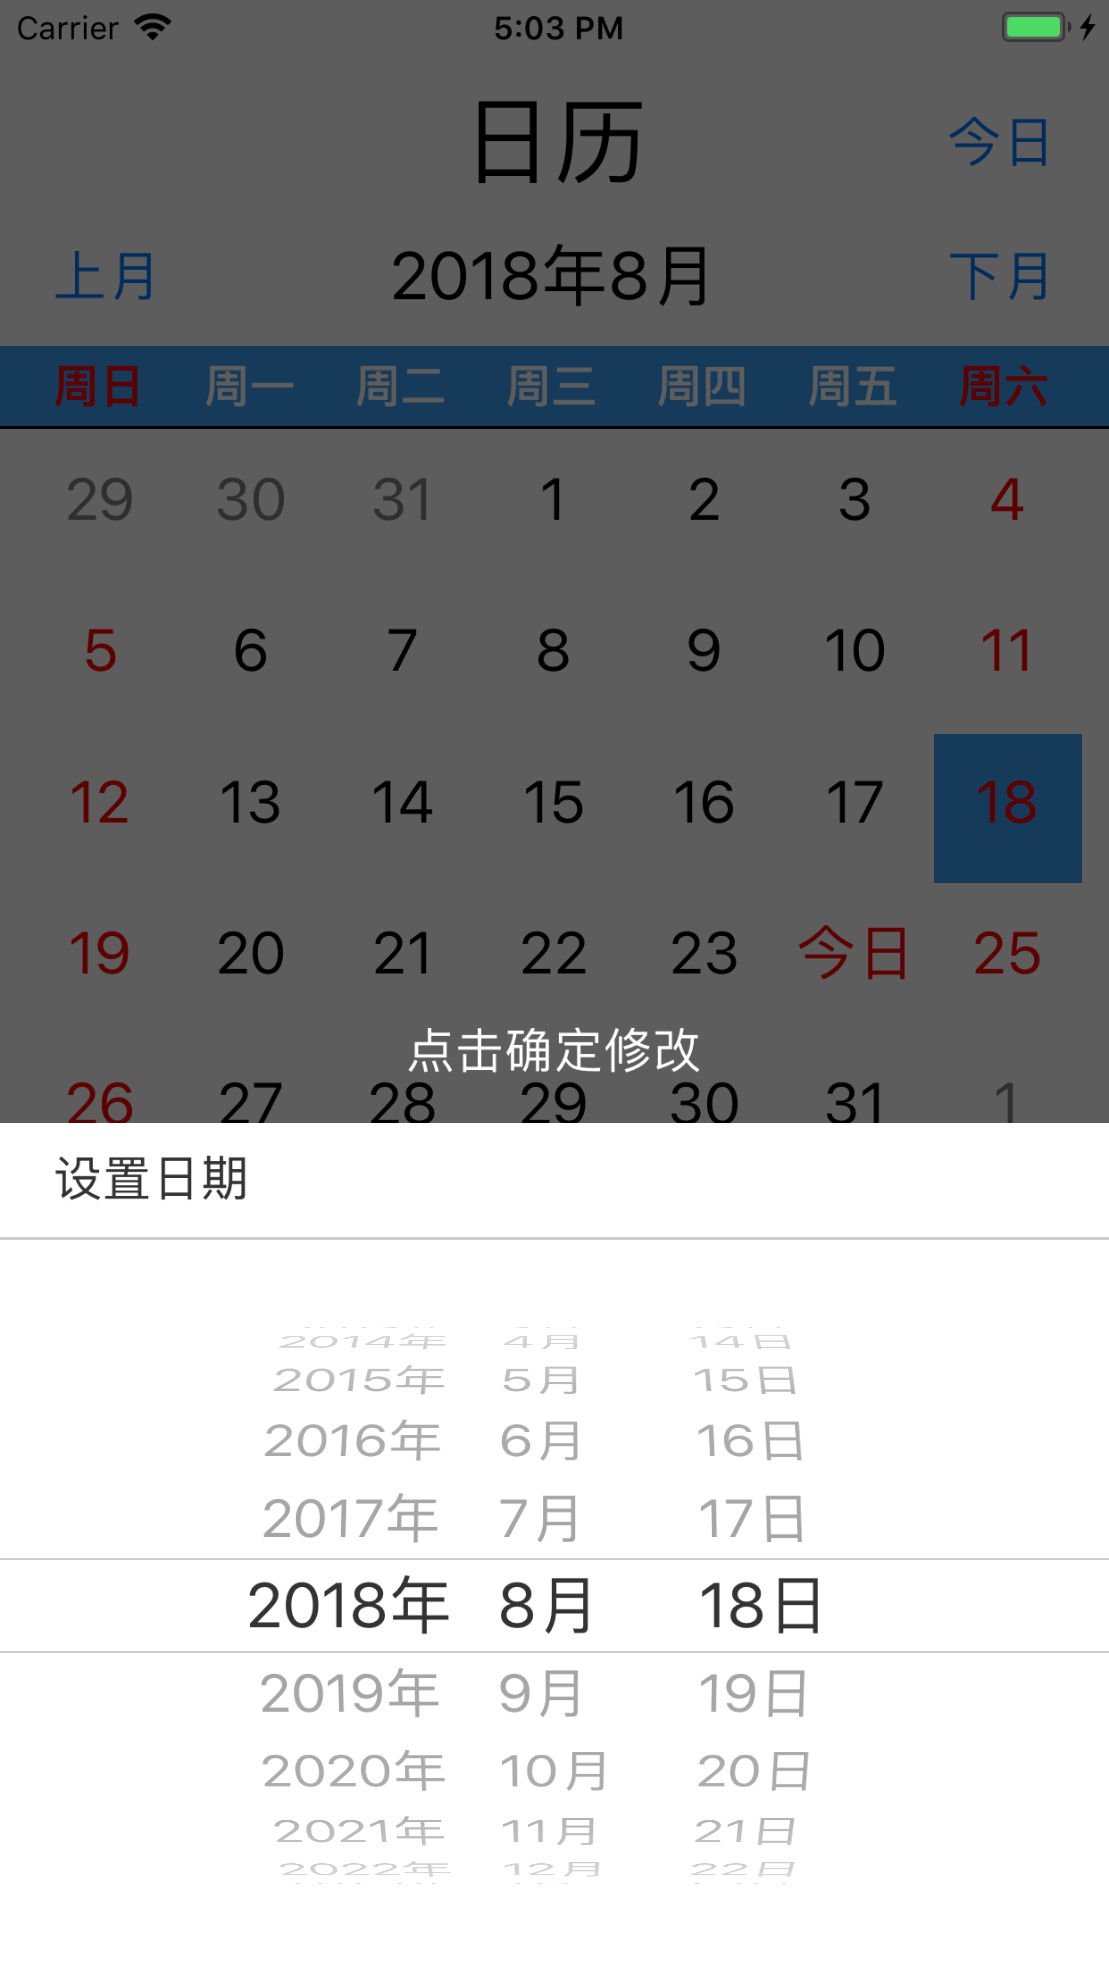 Carrier 5:03 PM
日历 今日
上月 2018年8月 下月
周日 周一 周二 周三 周四 周五 周六
29 30 31 1 2 3 4
5 6 7 8 9 10 11
12 13 14 15 16 17 18
19 20 21 22 23 今日 25
点击确定修改
26 27 28 29 30 31 1
设置日期
2014年 4月 14日
2015年 5月 15日
2016年 6月 16日
2017年 7月 17日
2018年 8月 18日
2019年 9月 19日
2020年 10月 20日
2021年 11月 21日
2022年 12月 22日